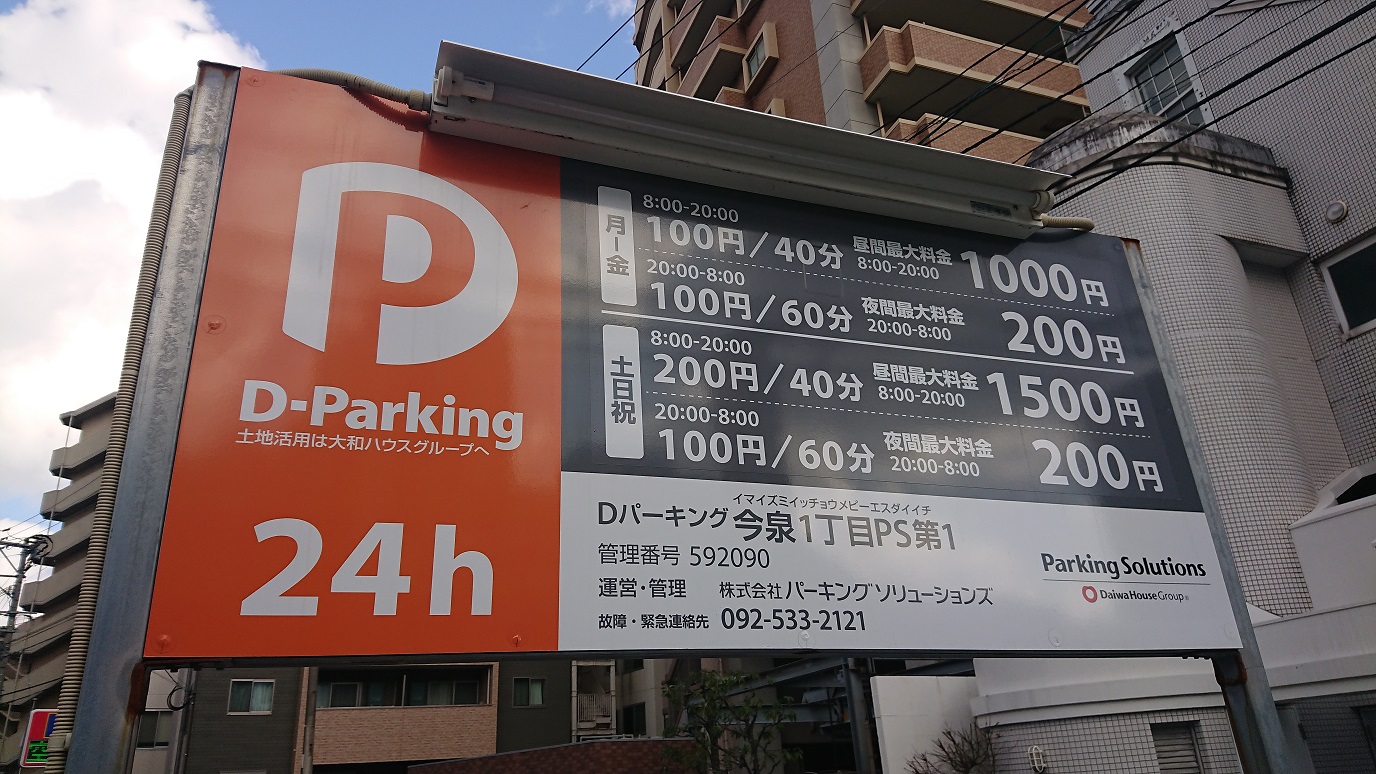 D-Parking
土地活用は大和ハウスグループへ
24h
月ー金
8:00-20:00
100円／40分 昼間最大料金 8:00-20:00 1000円
20:00-8:00
100円／60分 夜間最大料金 20:00-8:00 200円
土日祝
8:00-20:00
200円／40分 昼間最大料金 8:00-20:00 1500円
20:00-8:00
100円／60分 夜間最大料金 20:00-8:00 200円
イマイズミイッチョウメピーエスダイイチ
Dパーキング 今泉1丁目PS第1
管理番号 592090
運営・管理 株式会社 パーキングソリューションズ
故障・緊急連絡先 092-533-2121
Parking Solutions
Daiwa House Group®
空